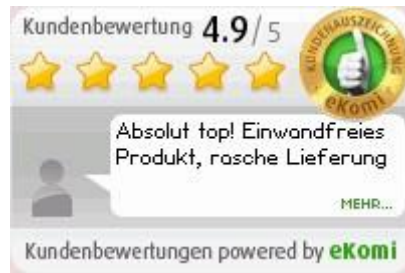 Kundenbewertung 4.9/5
KUNDENAUSZEICHNUNG
eKomi
Absolut top! Einwandfreies
Produkt, rasche Lieferung
MEHR...
Kundenbewertungen powered by eKomi